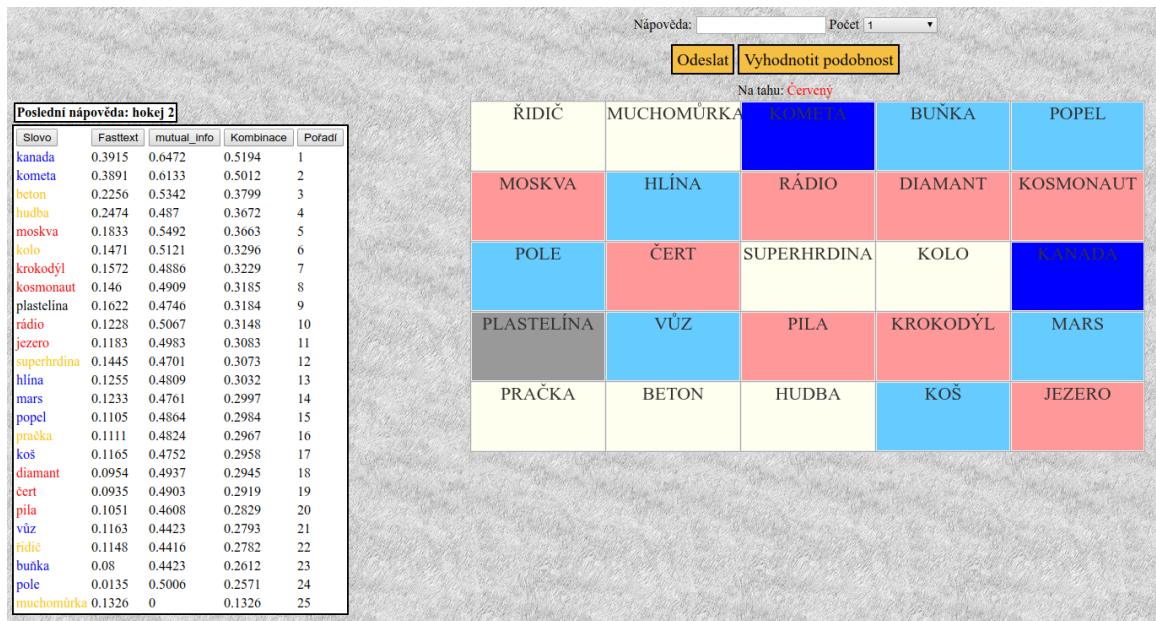 Nápověda: Počet 1
Odeslat Vyhodnotit podobnost
Na tahu: Červený
Poslední nápověda: hokej 2
Slovo Fasttext mutual_info Kombinace Pořadí
kanada 0.3915 0.6472 0.5194 1
kometa 0.3891 0.6133 0.5012 2
beton 0.2256 0.5342 0.3799 3
hudba 0.2474 0.487 0.3672 4
moskva 0.1833 0.5492 0.3663 5
kolo 0.1471 0.5121 0.3296 6
krokodýl 0.1572 0.4886 0.3229 7
kosmonaut 0.146 0.4909 0.3185 8
plastelína 0.1622 0.4746 0.3184 9
rádio 0.1228 0.5067 0.3148 10
jezero 0.1183 0.4983 0.3083 11
superhrdina 0.1445 0.4701 0.3073 12
hlína 0.1255 0.4809 0.3032 13
mars 0.1233 0.4761 0.2997 14
popel 0.1105 0.4864 0.2984 15
pračka 0.1111 0.4824 0.2967 16
koš 0.1165 0.4752 0.2958 17
diamant 0.0954 0.4937 0.2945 18
čert 0.0935 0.4903 0.2919 19
pila 0.1051 0.4608 0.2829 20
vůz 0.1163 0.4423 0.2793 21
řidič 0.1148 0.4416 0.2782 22
buňka 0.08 0.4423 0.2612 23
pole 0.0135 0.5006 0.2571 24
muchomůrka 0.1326 0 0.1326 25
ŘIDIČ MUCHOMŮRKA KOMETA BUŇKA POPEL
MOSKVA HLÍNA RÁDIO DIAMANT KOSMONAUT
POLE ČERT SUPERHRDINA KOLO KANADA
PLASTELÍNA VŮZ PILA KROKODÝL MARS
PRAČKA BETON HUDBA KOŠ JEZERO